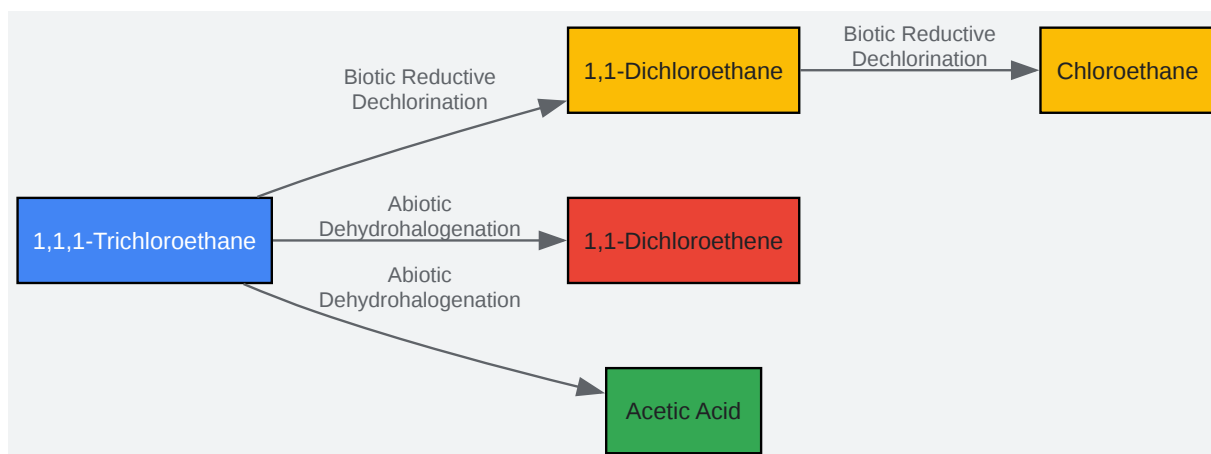 Biotic Reductive
Dechlorination
1,1-Dichloroethane
Biotic Reductive
Dechlorination
Chloroethane
1,1,1-Trichloroethane
Abiotic
Dehydrohalogenation
1,1-Dichloroethene
Abiotic
Dehydrohalogenation
Acetic Acid